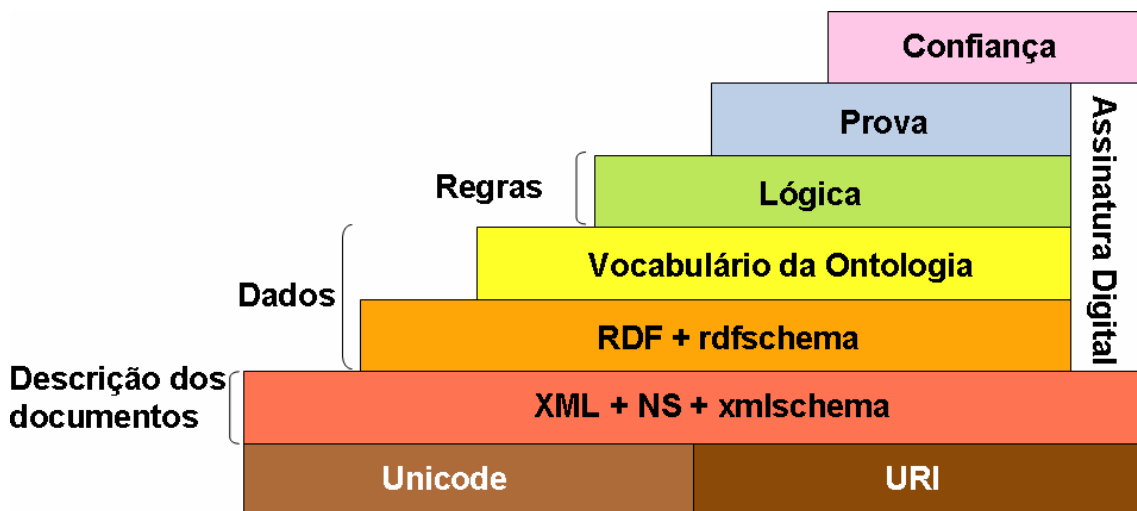 Confiança
Prova
Assinatura Digital
Regras
Lógica
Vocabulário da Ontologia
Dados
RDF + rdfschema
Descrição dos
documentos
XML + NS + xmlschema
Unicode
URI